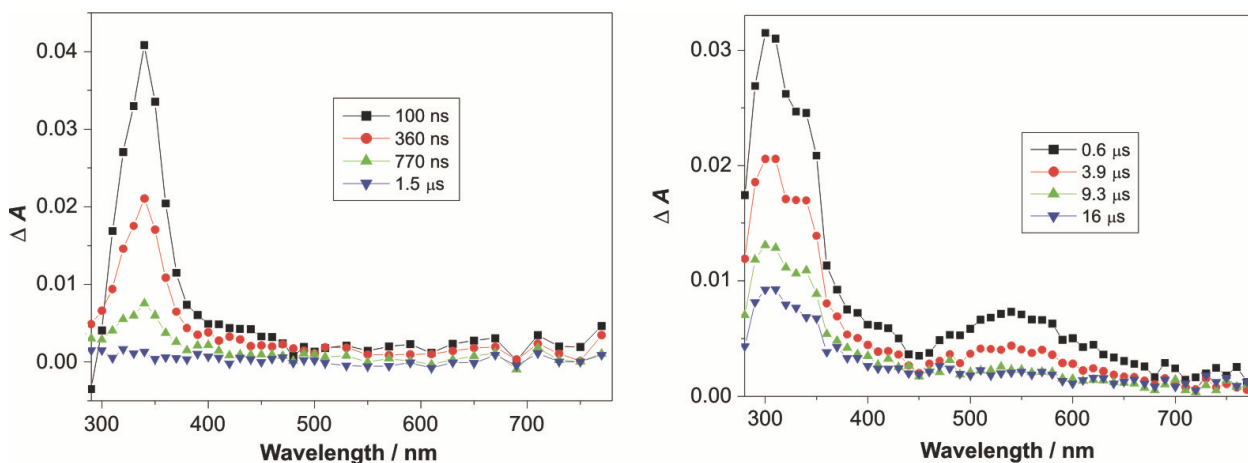 0.04
0.03
0.02
0.01
0.00
Δ A
100 ns
360 ns
770 ns
1.5 μs
300 400 500 600 700
Wavelength / nm
0.03
0.02
0.01
0.00
Δ A
0.6 μs
3.9 μs
9.3 μs
16 μs
300 400 500 600 700
Wavelength / nm